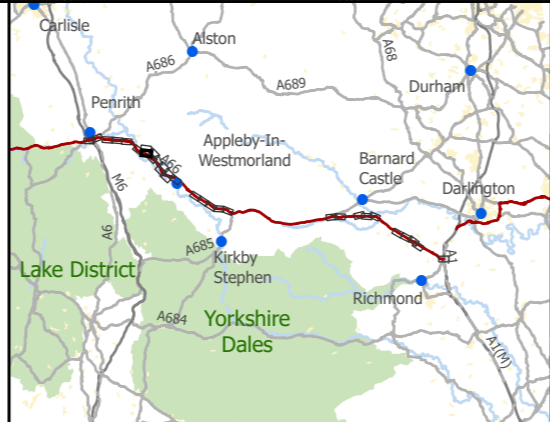 Carlisle
Alston
A68
A686
A689
Durham
Penrith
Appleby-In-
Westmorland
A66
Barnard
Castle
Darlington
M6
A6
A685
Kirkby
Stephen
A1
Lake District
Richmond
A684
Yorkshire
Dales
A1(M)